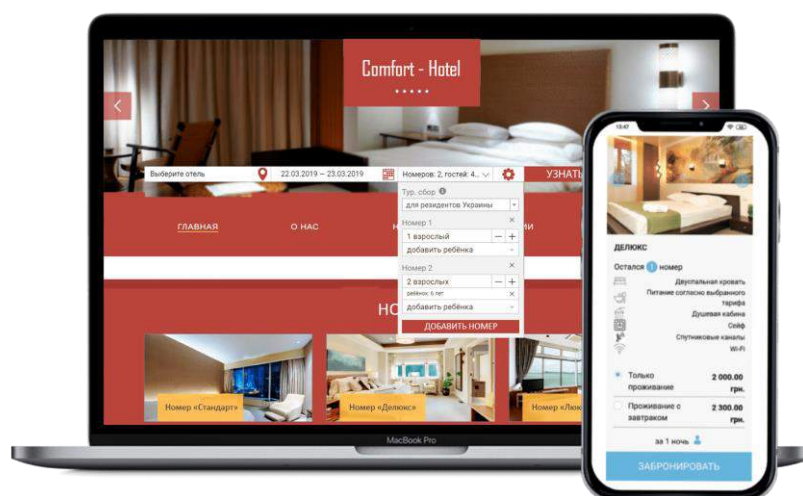 Comfort - Hotel
Выберите отель
22.03.2019 – 23.03.2019
Номеров: 2, гостей: 4..
УЗНАТЬ
Тур. сбор
для резидентов Украины
ГЛАВНАЯ
О НАС
Номер 1
1 взрослый
добавить ребёнка
Номер 2
2 взрослых
ребёнок: 6 лет
добавить ребёнка
ДОБАВИТЬ НОМЕР
Номер «Стандарт»
Номер «Делюкс»
Номер «Люк
MacBook Pro
ДЕЛЮКС
Остался 1 номер
Двуспальная кровать
Питание согласно выбранного
тарифа
Душевая кабина
Сейф
Спутниковые каналы
Wi-Fi
Только
проживание
2 000.00
грн.
Проживание с
завтраком
2 300.00
грн.
за 1 ночь
ЗАБРОНИРОВАТЬ